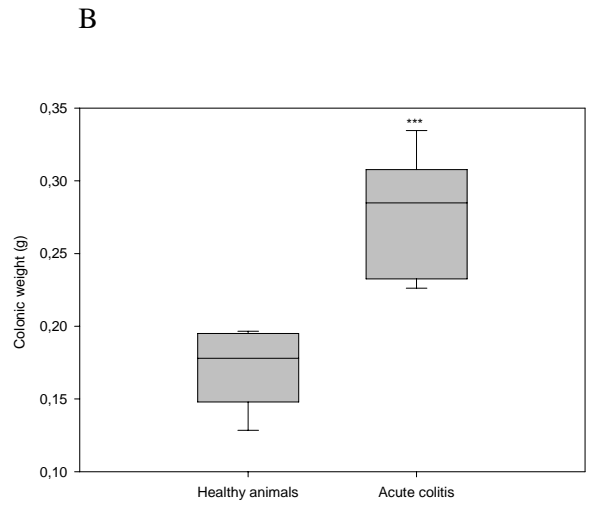 B
0,35
***
0,30
0,25
Colonic weight (g)
0,20
0,15
0,10
Healthy animals
Acute colitis